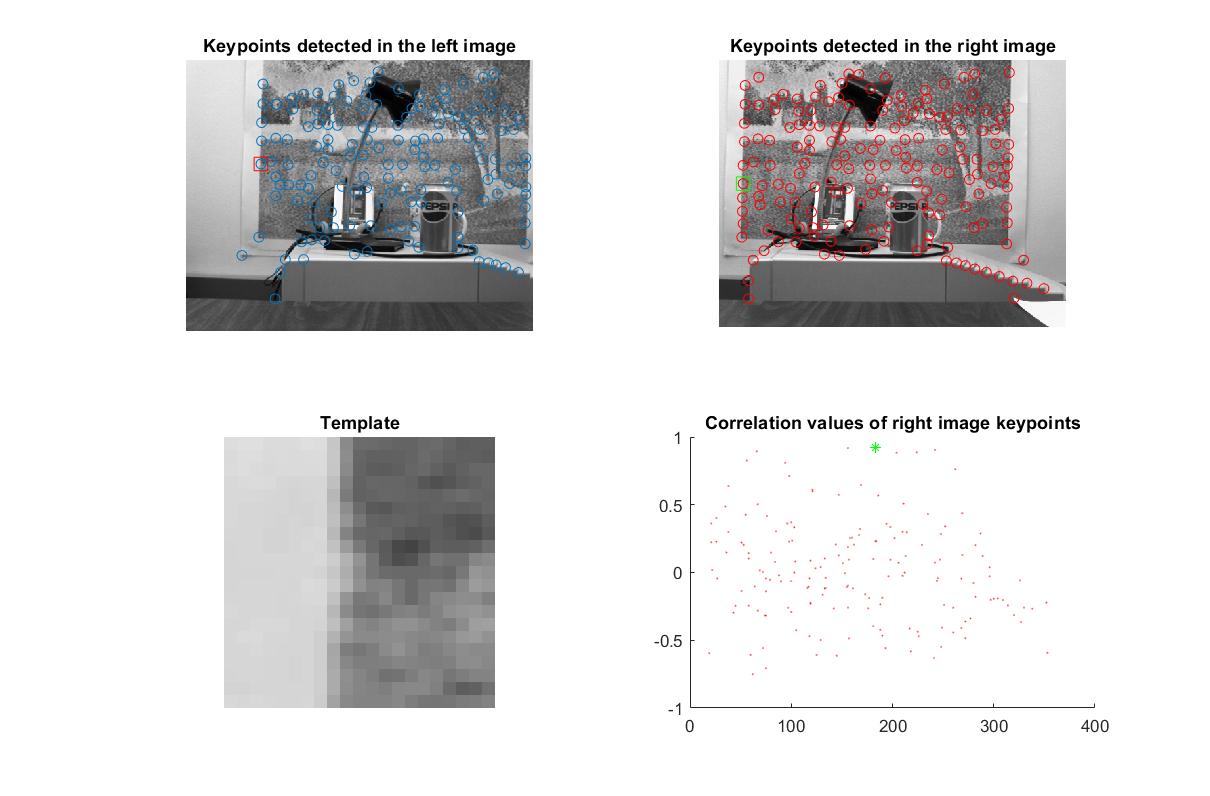 Keypoints detected in the left image
Keypoints detected in the right image
PEPSI
PEPSI
Template
Correlation values of right image keypoints
1
0.5
0
-0.5
-1
0
100
200
300
400